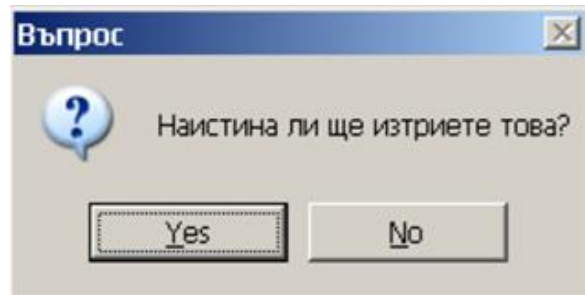 Въпрос
Наистина ли ще изтриете това?
Yes
No